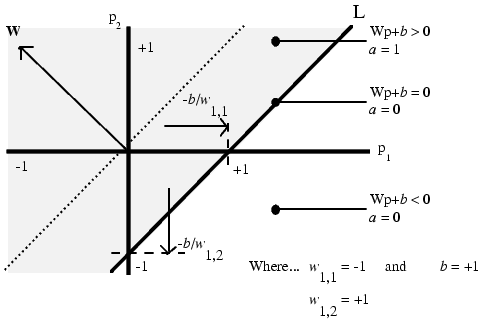 L
p2
W
Wp+b > 0
a = 1
+1
Wp+b = 0
a = 0
-b/w1,1
p1
-1
+1
Wp+b < 0
a = 0
-b/w1,2
-1
Where... w1,1 = -1 and b = +1
w1,2 = +1